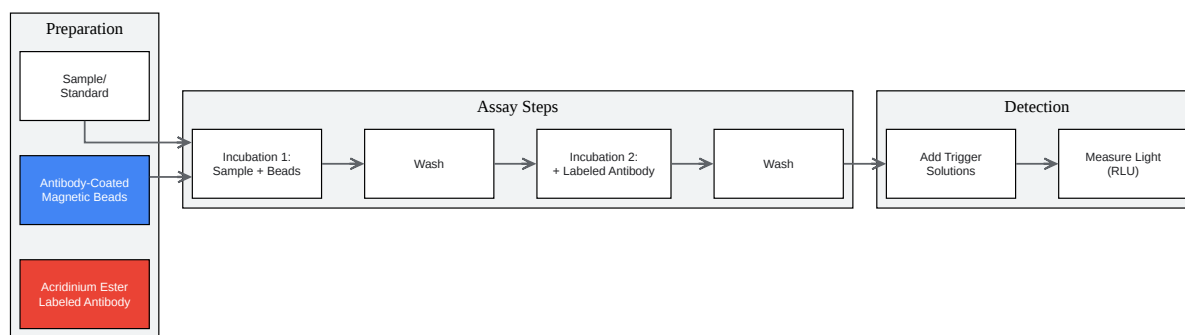 Preparation
Sample/
Standard
Antibody-Coated
Magnetic Beads
Acridinium Ester
Labeled Antibody
Assay Steps
Incubation 1:
Sample + Beads
Wash
Incubation 2:
+ Labeled Antibody
Wash
Detection
Add Trigger
Solutions
Measure Light
(RLU)